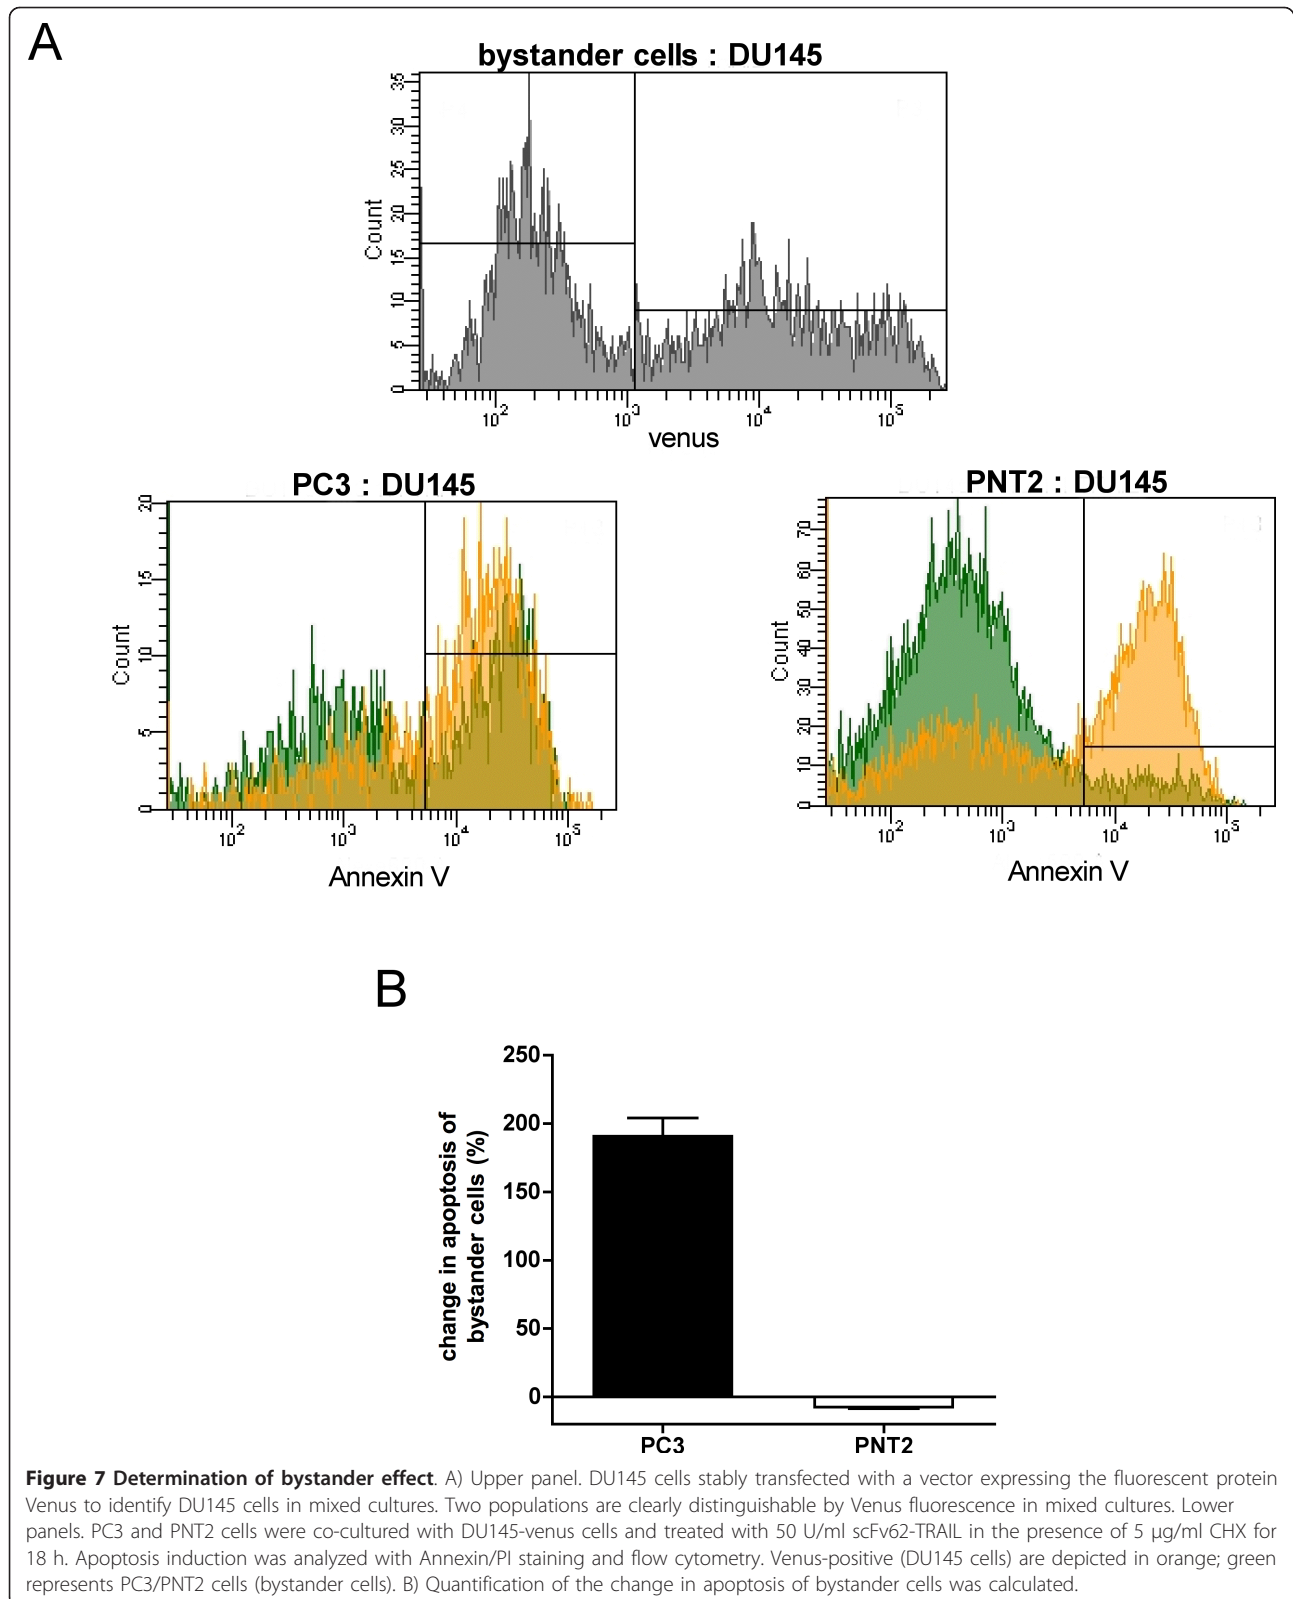 A
bystander cells : DU145
Count
35
30
25
20
15
10
5
0
10² 10³ 10⁴ 10⁵
venus
PC3 : DU145
Count
20
15
10
5
0
10² 10³ 10⁴ 10⁵
Annexin V
PNT2 : DU145
Count
70
60
50
40
30
20
10
0
10² 10³ 10⁴ 10⁵
Annexin V
B
change in apoptosis of
bystander cells (%)
250
200
150
100
50
0
PC3 PNT2
Figure 7 Determination of bystander effect. A) Upper panel. DU145 cells stably transfected with a vector expressing the fluorescent protein
Venus to identify DU145 cells in mixed cultures. Two populations are clearly distinguishable by Venus fluorescence in mixed cultures. Lower
panels. PC3 and PNT2 cells were co-cultured with DU145-venus cells and treated with 50 U/ml scFv62-TRAIL in the presence of 5 μg/ml CHX for
18 h. Apoptosis induction was analyzed with Annexin/PI staining and flow cytometry. Venus-positive (DU145 cells) are depicted in orange; green
represents PC3/PNT2 cells (bystander cells). B) Quantification of the change in apoptosis of bystander cells was calculated.